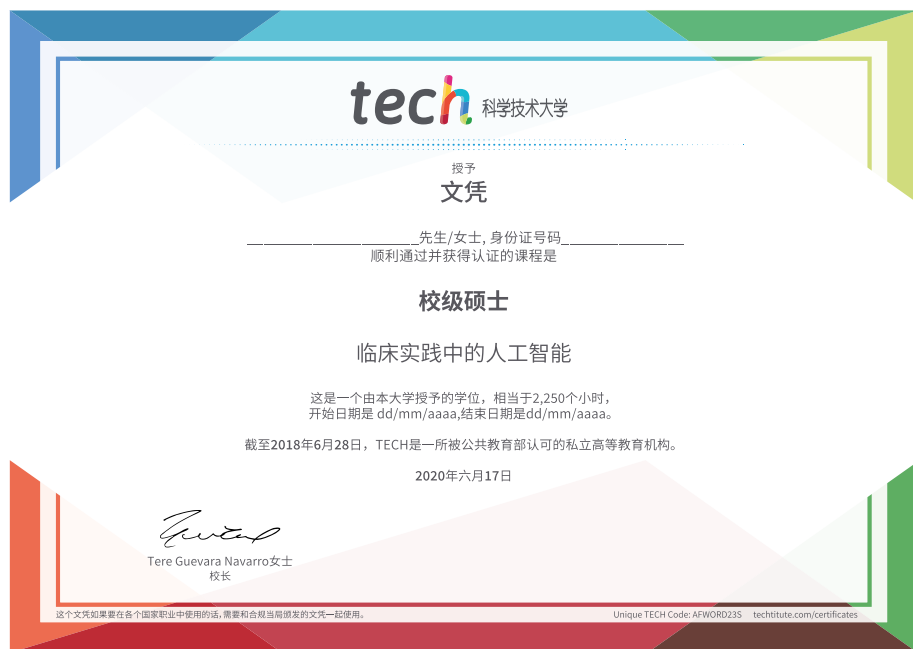 tech 科学技术大学
授予
文凭
____________________先生/女士, 身份证号码_______________
顺利通过并获得认证的课程是
校级硕士
临床实践中的人工智能
这是一个由本大学授予的学位，相当于2,250个小时，
开始日期是 dd/mm/aaaa,结束日期是dd/mm/aaaa。
截至2018年6月28日，TECH是一所被公共教育部认可的私立高等教育机构。
2020年六月17日
Tere Guevara Navarro女士
校长
这个文凭如果要在各个国家职业中使用的话,需要和合规当局颁发的文凭一起使用。
Unique TECH Code: AFWORD23S techtitute.com/certificates